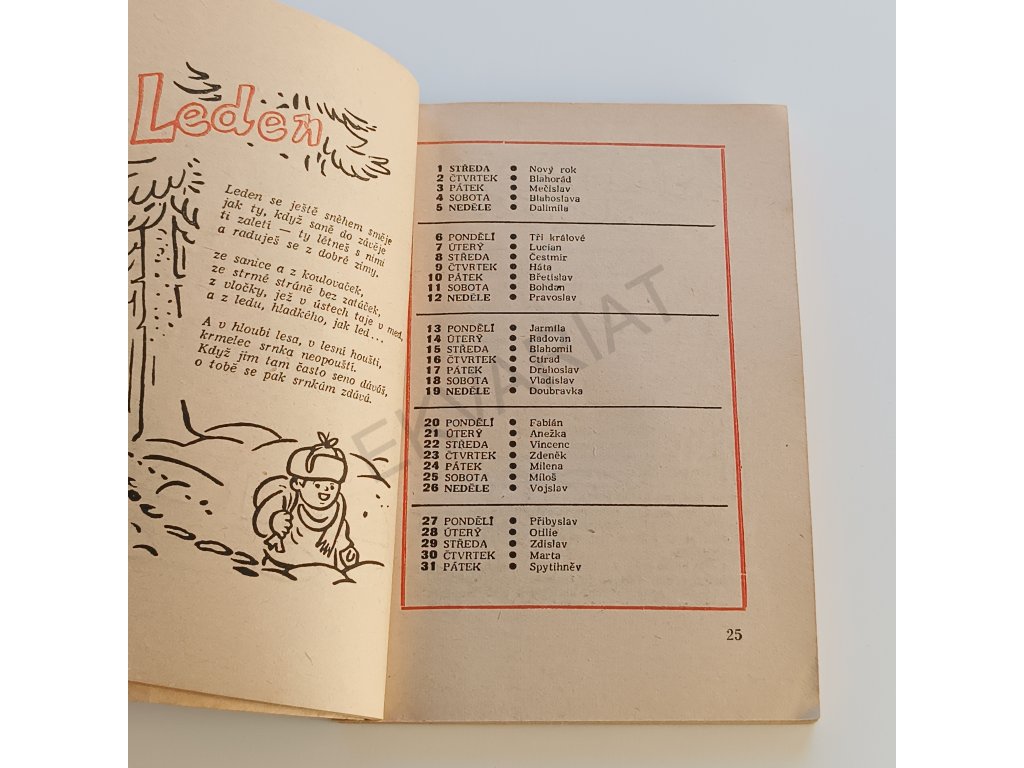 Leden
Leden se ještě sněhem směje
jak ty, když saně do závěje
ti zaletí — ty létneš s nimi
a raduješ se z dobré zimy,
ze sanice a z koulovaček,
ze strmé stráně bez zatáček,
z vločky, jež v ústech taje v med,
a z ledu, hladkého, jak led...
A v hloubi lesa, v lesní houšti,
krmelec srnka neopouští.
Když jim tam často seno dáváš,
o tobě se pak srnkám zdává.
1 STŘEDA ● Nový rok
2 ČTVRTEK ● Blahorád
3 PÁTEK ● Mečislav
4 SOBOTA ● Blahoslava
5 NEDĚLE ● Dalimila
6 PONDĚLÍ ● Tři králové
7 ÚTERÝ ● Lucian
8 STŘEDA ● Čestmír
9 ČTVRTEK ● Háta
10 PÁTEK ● Břetislav
11 SOBOTA ● Bohdan
12 NEDĚLE ● Pravoslav
13 PONDĚLÍ ● Jarmila
14 ÚTERÝ ● Radovan
15 STŘEDA ● Blahomil
16 ČTVRTEK ● Ctirad
17 PÁTEK ● Drahoslav
18 SOBOTA ● Vladislav
19 NEDĚLE ● Doubravka
20 PONDĚLÍ ● Fabián
21 ÚTERÝ ● Anežka
22 STŘEDA ● Vincenc
23 ČTVRTEK ● Zdeněk
24 PÁTEK ● Milena
25 SOBOTA ● Miloš
26 NEDĚLE ● Vojslav
27 PONDĚLÍ ● Přibyslav
28 ÚTERÝ ● Otilie
29 STŘEDA ● Zdislav
30 ČTVRTEK ● Marta
31 PÁTEK ● Spytihněv
25